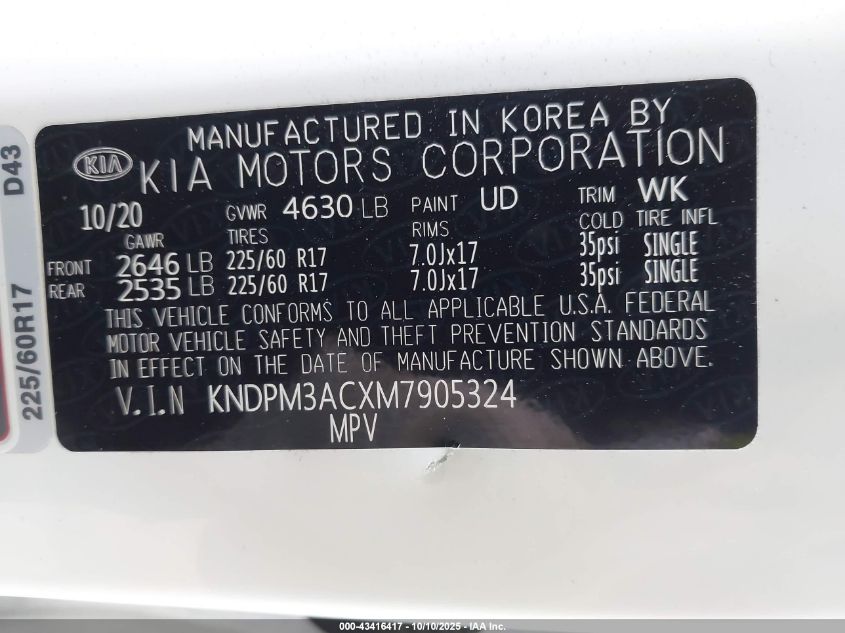 MANUFACTURED IN KOREA BY
KIA KIA MOTORS CORPORATION
10/20 GVWR 4630 LB PAINT UD TRIM WK
GAWR TIRES RIMS COLD TIRE INFL
FRONT 2646 LB 225/60 R17 7.0Jx17 35psi SINGLE
REAR 2535 LB 225/60 R17 7.0Jx17 35psi SINGLE
THIS VEHICLE CONFORMS TO ALL APPLICABLE U.S.A. FEDERAL
MOTOR VEHICLE SAFETY AND THEFT PREVENTION STANDARDS
IN EFFECT ON THE DATE OF MANUFACTURE SHOWN ABOVE.
V.I.N KNDPM3ACXM7905324
MPV
225/60R17 D43
000-43416417 - 10/10/2025 - IAA Inc.